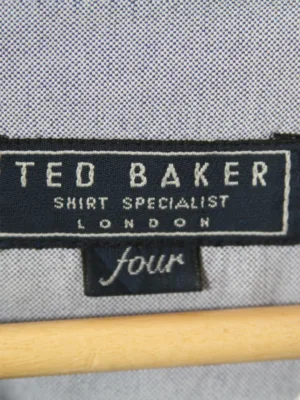 TED BAKER
SHIRT SPECIALIST
LONDON
four